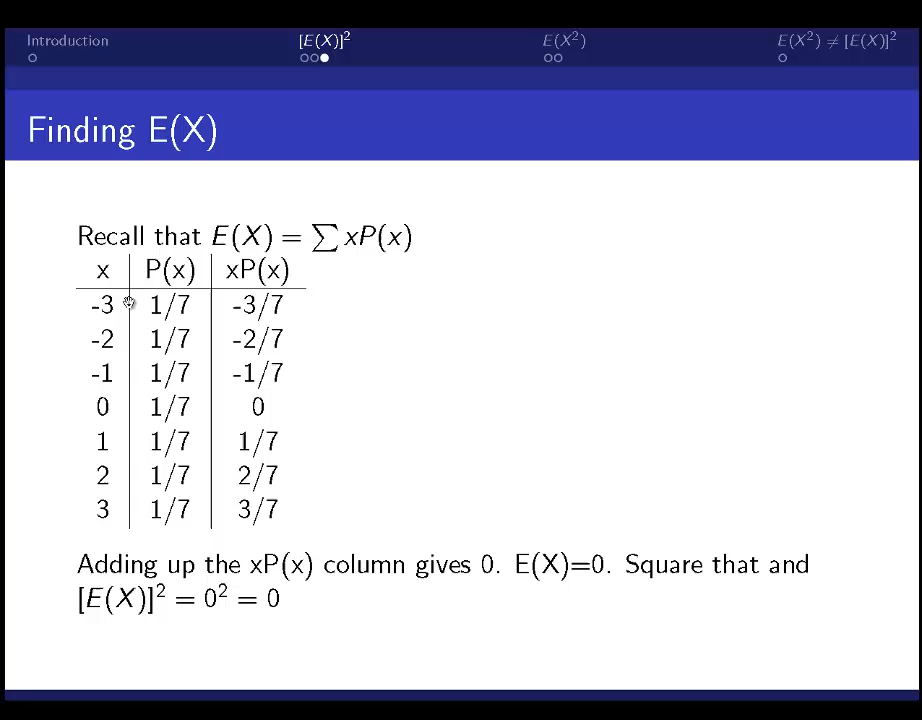 Introduction [E(X)]² E(X²) E(X²) ≠ [E(X)]²
Finding E(X)
Recall that E(X) = ∑ xP(x)
x P(x) xP(x)
-3 1/7 -3/7
-2 1/7 -2/7
-1 1/7 -1/7
0 1/7 0
1 1/7 1/7
2 1/7 2/7
3 1/7 3/7
Adding up the xP(x) column gives 0. E(X)=0. Square that and
[E(X)]² = 0² = 0